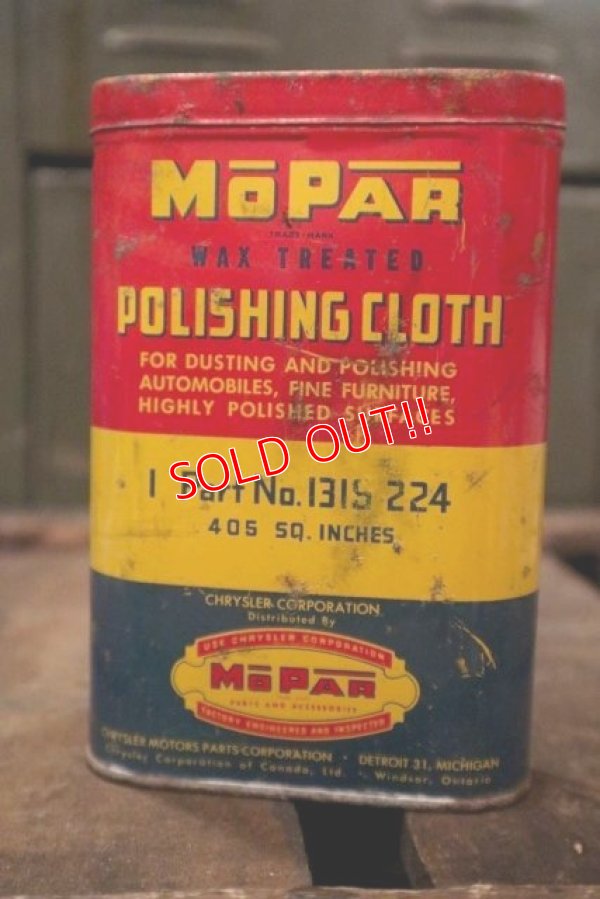 MOPAR
TRADE MARK
WAX TREATED
POLISHING CLOTH
FOR DUSTING AND POLISHING
AUTOMOBILES, FINE FURNITURE,
HIGHLY POLISHED SURFACES
SOLD OUT!!
1 Part No. 1315 224
405 SQ. INCHES
CHRYSLER CORPORATION
Distributed By
USE CHRYSLER CORPORATION
MOPAR
PARTS AND ACCESSORIES
FACTORY ENGINEERED AND INSPECTED
CHRYSLER MOTORS PARTS CORPORATION • DETROIT 31, MICHIGAN
Chrysler Corporation of Canada, Ltd. • Windsor, Ontario